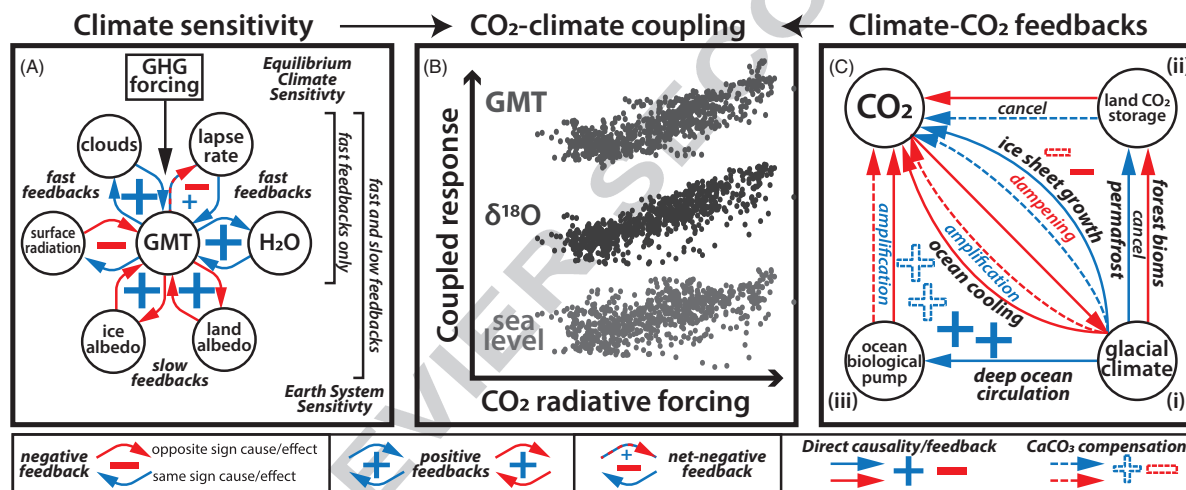 Climate sensitivity
CO₂-climate coupling
Climate-CO₂ feedbacks
(A)
GHG
forcing
Equilibrium
Climate
Sensitivty
clouds
lapse
rate
fast
feedbacks
fast
feedbacks
surface
radiation
GMT
H₂O
ice
albedo
land
albedo
slow
feedbacks
fast feedbacks only
fast and slow feedbacks
Earth System
Sensitivty
(B)
GMT
δ¹⁸O
sea
level
Coupled response
CO₂ radiative forcing
(C)
(ii)
CO₂
land CO₂
storage
cancel
ice sheet growth
dampening
amplification
ocean cooling
amplification
permafrost
cancel
forest bioms
ocean
biological
pump
glacial
climate
deep ocean
circulation
(iii)
(i)
negative
feedback
opposite sign cause/effect
same sign cause/effect
positive
feedbacks
net-negative
feedback
Direct causality/feedback
CaCO₃ compensation